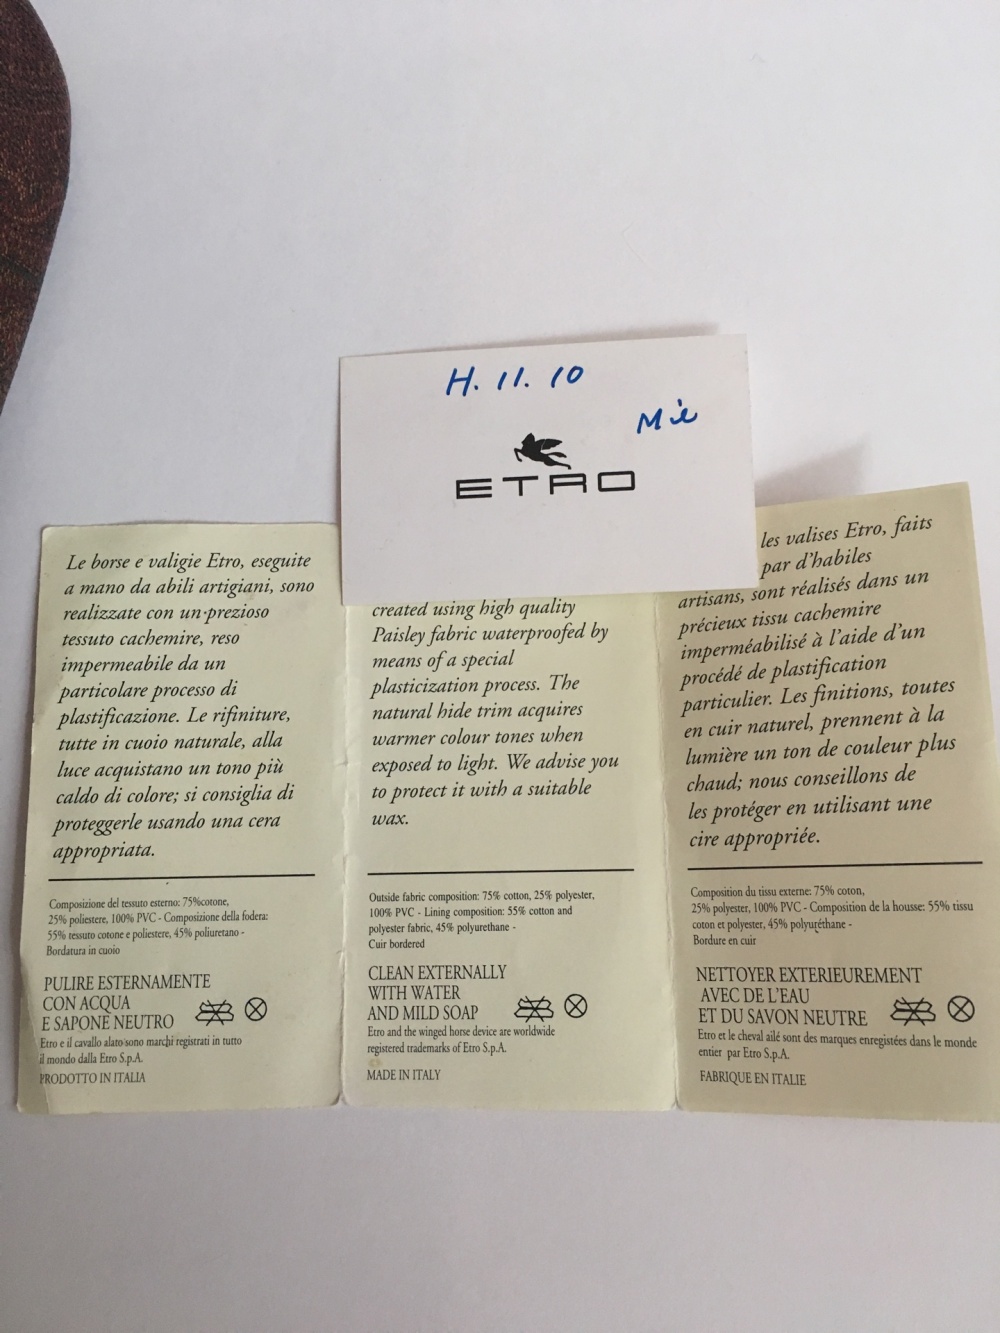 H. 11. 10
ETRO
Le borse e valigie Etro, eseguite
a mano da abili artigiani, sono
realizzate con un prezioso
tessuto cachemire, reso
impermeabile da un
particolare processo di
plastificazione. Le rifiniture,
tutte in cuoio naturale, alla
luce acquistano un tono più
caldo di colore; si consiglia di
proteggerle usando una cera
appropriata.
Composizione del tessuto esterno: 75%cotone,
25% poliestere, 100% PVC - Composizione della fodera:
55% tessuto cotone e poliestere, 45% poliuretano -
Bordatura in cuoio
PULIRE ESTERNAMENTE
CON ACQUA
E SAPONE NEUTRO
Etro e il cavallo alato sono marchi registrati in tutto
il mondo dalla Etro S.p.A.
PRODOTTO IN ITALIA
created using high quality
Paisley fabric waterproofed by
means of a special
plasticization process. The
natural hide trim acquires
warmer colour tones when
exposed to light. We advise you
to protect it with a suitable
wax.
Outside fabric composition: 75% cotton, 25% polyester,
100% PVC - Lining composition: 55% cotton and
polyester fabric, 45% polyurethane -
Cuir bordered
CLEAN EXTERNALLY
WITH WATER
AND MILD SOAP
Etro and the winged horse device are worldwide
registered trademarks of Etro S.p.A.
MADE IN ITALY
les valises Etro, faits
par d'habiles
artisans, sont réalisés dans un
précieux tissu cachemire
imperméabilisé à l'aide d'un
procédé de plastification
particulier. Les finitions, toutes
en cuir naturel, prennent à la
lumière un ton de couleur plus
chaud; nous conseillons de
les protéger en utilisant une
cire appropriée.
Composition du tissu externe: 75% coton,
25% polyester, 100% PVC - Composition de la housse: 55% tissu
coton et polyester, 45% polyuréthane -
Bordure en cuir
NETTOYER EXTERIEUREMENT
AVEC DE L'EAU
ET DU SAVON NEUTRE
Etro et le cheval ailé sont des marques enregistées dans le monde
entier par Etro S.p.A.
FABRIQUE EN ITALIE